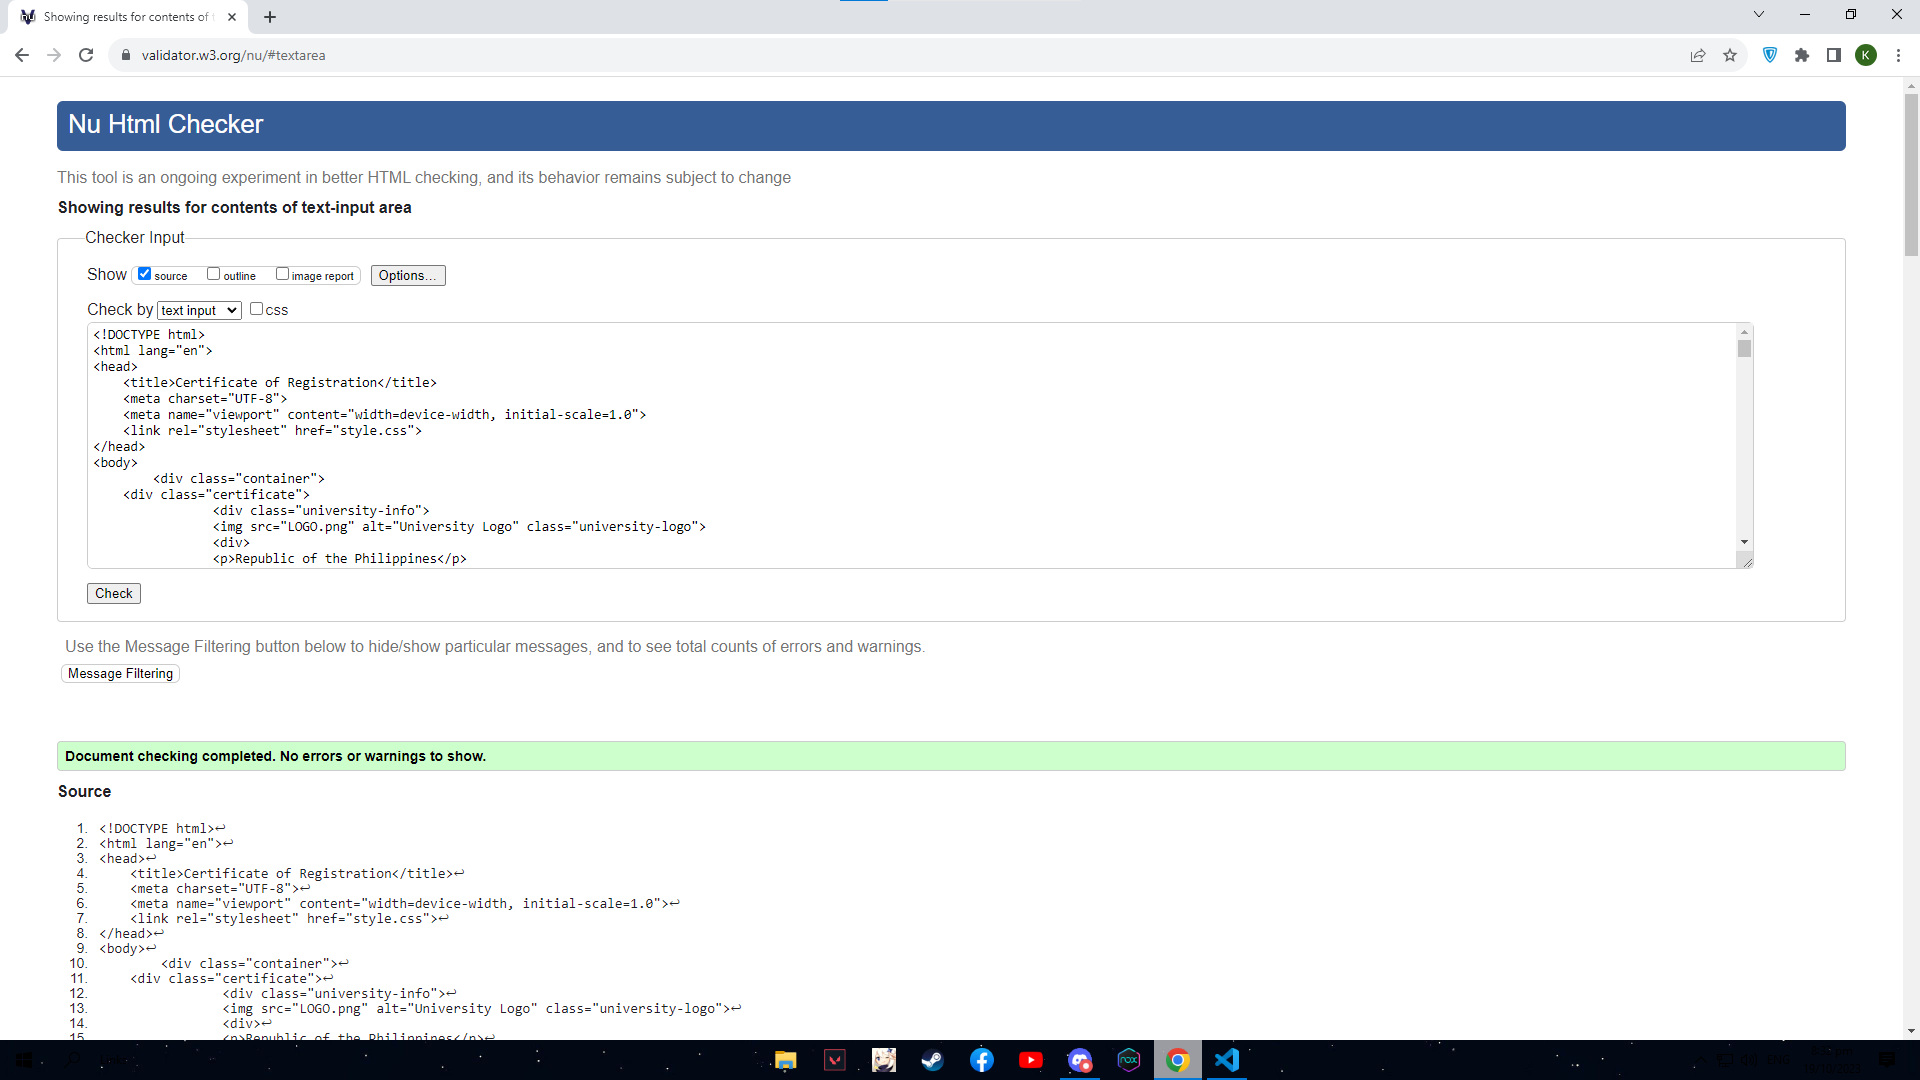 Showing results for contents of t
validator.w3.org/nu/#textarea
K
Nu Html Checker
This tool is an ongoing experiment in better HTML checking, and its behavior remains subject to change
Showing results for contents of text-input area
Checker Input
Show source outline image report Options...
Check by text input css
<!DOCTYPE html>
<html lang="en">
<head>
    <title>Certificate of Registration</title>
    <meta charset="UTF-8">
    <meta name="viewport" content="width=device-width, initial-scale=1.0">
    <link rel="stylesheet" href="style.css">
</head>
<body>
        <div class="container">
    <div class="certificate">
                <div class="university-info">
                <img src="LOGO.png" alt="University Logo" class="university-logo">
                <div>
                <p>Republic of the Philippines</p>
Check
Use the Message Filtering button below to hide/show particular messages, and to see total counts of errors and warnings.
Message Filtering
Document checking completed. No errors or warnings to show.
Source
1. <!DOCTYPE html>↩
2. <html lang="en">↩
3. <head>↩
4.     <title>Certificate of Registration</title>↩
5.     <meta charset="UTF-8">↩
6.     <meta name="viewport" content="width=device-width, initial-scale=1.0">↩
7.     <link rel="stylesheet" href="style.css">↩
8. </head>↩
9. <body>↩
10.         <div class="container">↩
11.     <div class="certificate">↩
12.                 <div class="university-info">↩
13.                 <img src="LOGO.png" alt="University Logo" class="university-logo">↩
14.                 <div>↩
15.                 <p>Republic of the Philippines</p>↩